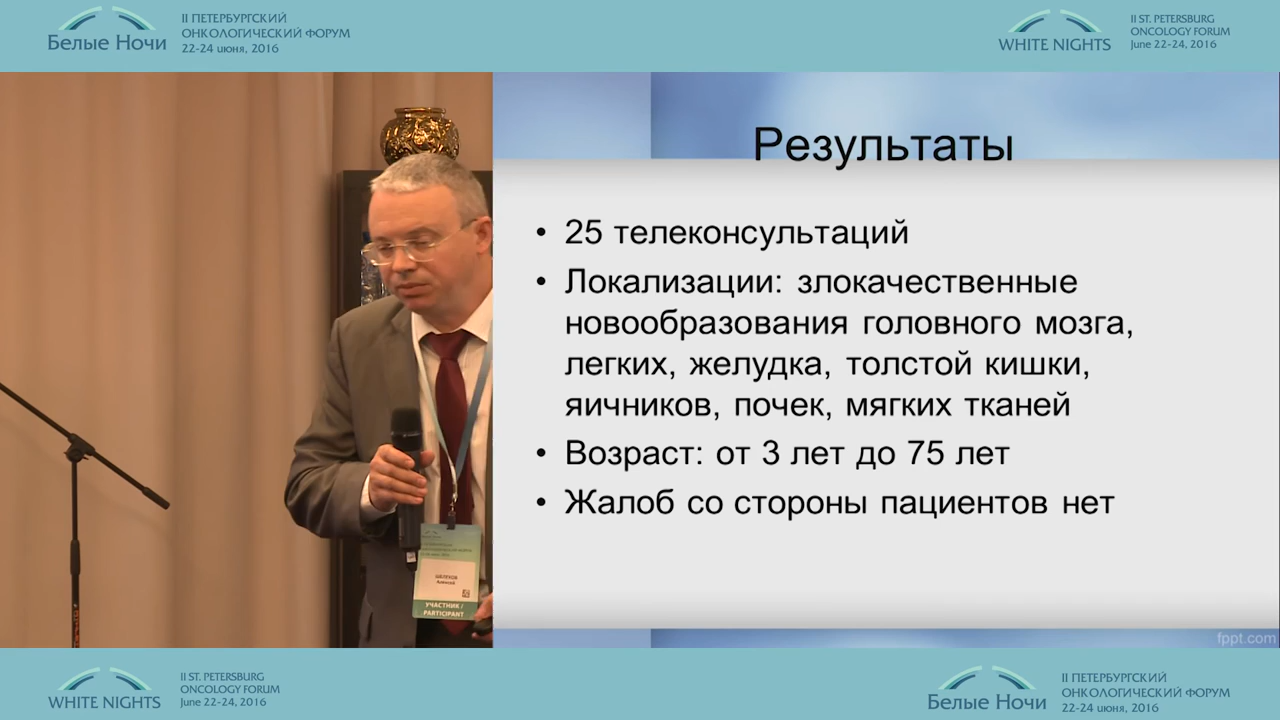 Белые Ночи
II ПЕТЕРБУРГСКИЙ
ОНКОЛОГИЧЕСКИЙ ФОРУМ
22-24 июня, 2016
WHITE NIGHTS
II ST. PETERSBURG
ONCOLOGY FORUM
June 22-24, 2016
Результаты
• 25 телеконсультаций
• Локализации: злокачественные
новообразования головного мозга,
легких, желудка, толстой кишки,
яичников, почек, мягких тканей
• Возраст: от 3 лет до 75 лет
• Жалоб со стороны пациентов нет
Алексей
УЧАСТНИК /
PARTICIPANT
fppt.com
WHITE NIGHTS
II ST. PETERSBURG
ONCOLOGY FORUM
June 22-24, 2016
Белые Ночи
II ПЕТЕРБУРГСКИЙ
ОНКОЛОГИЧЕСКИЙ ФОРУМ
22-24 июня, 2016